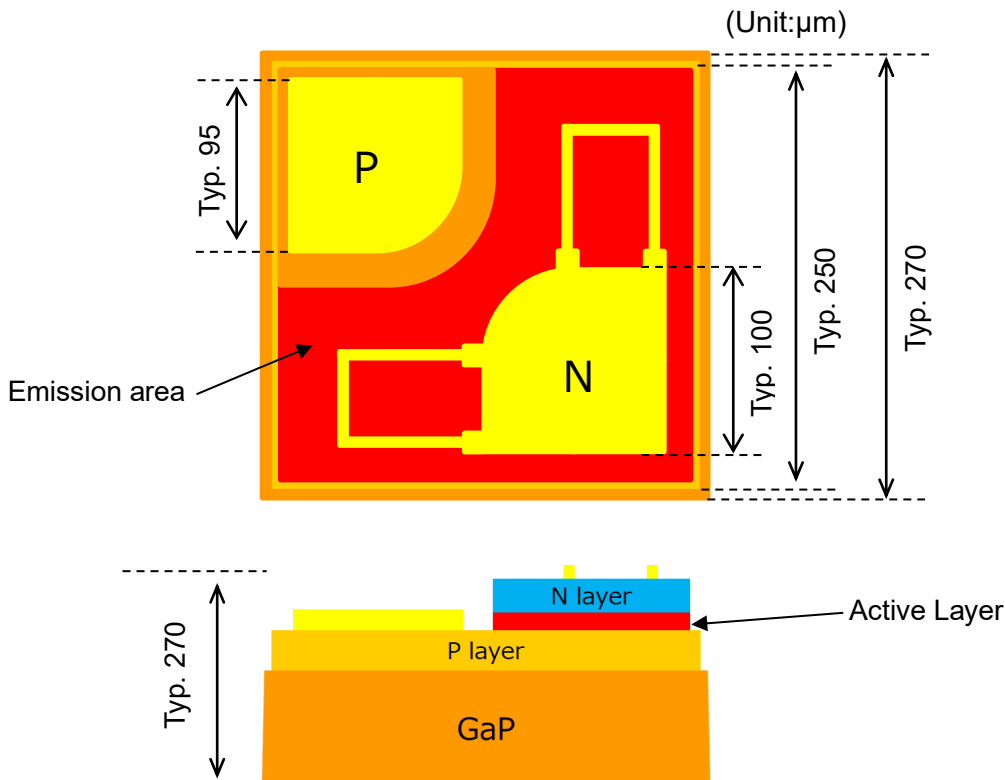 (Unit:µm)
Typ. 95
P
Typ. 250
Typ. 270
Typ. 100
N
Emission area
Typ. 270
N layer
Active Layer
P layer
GaP